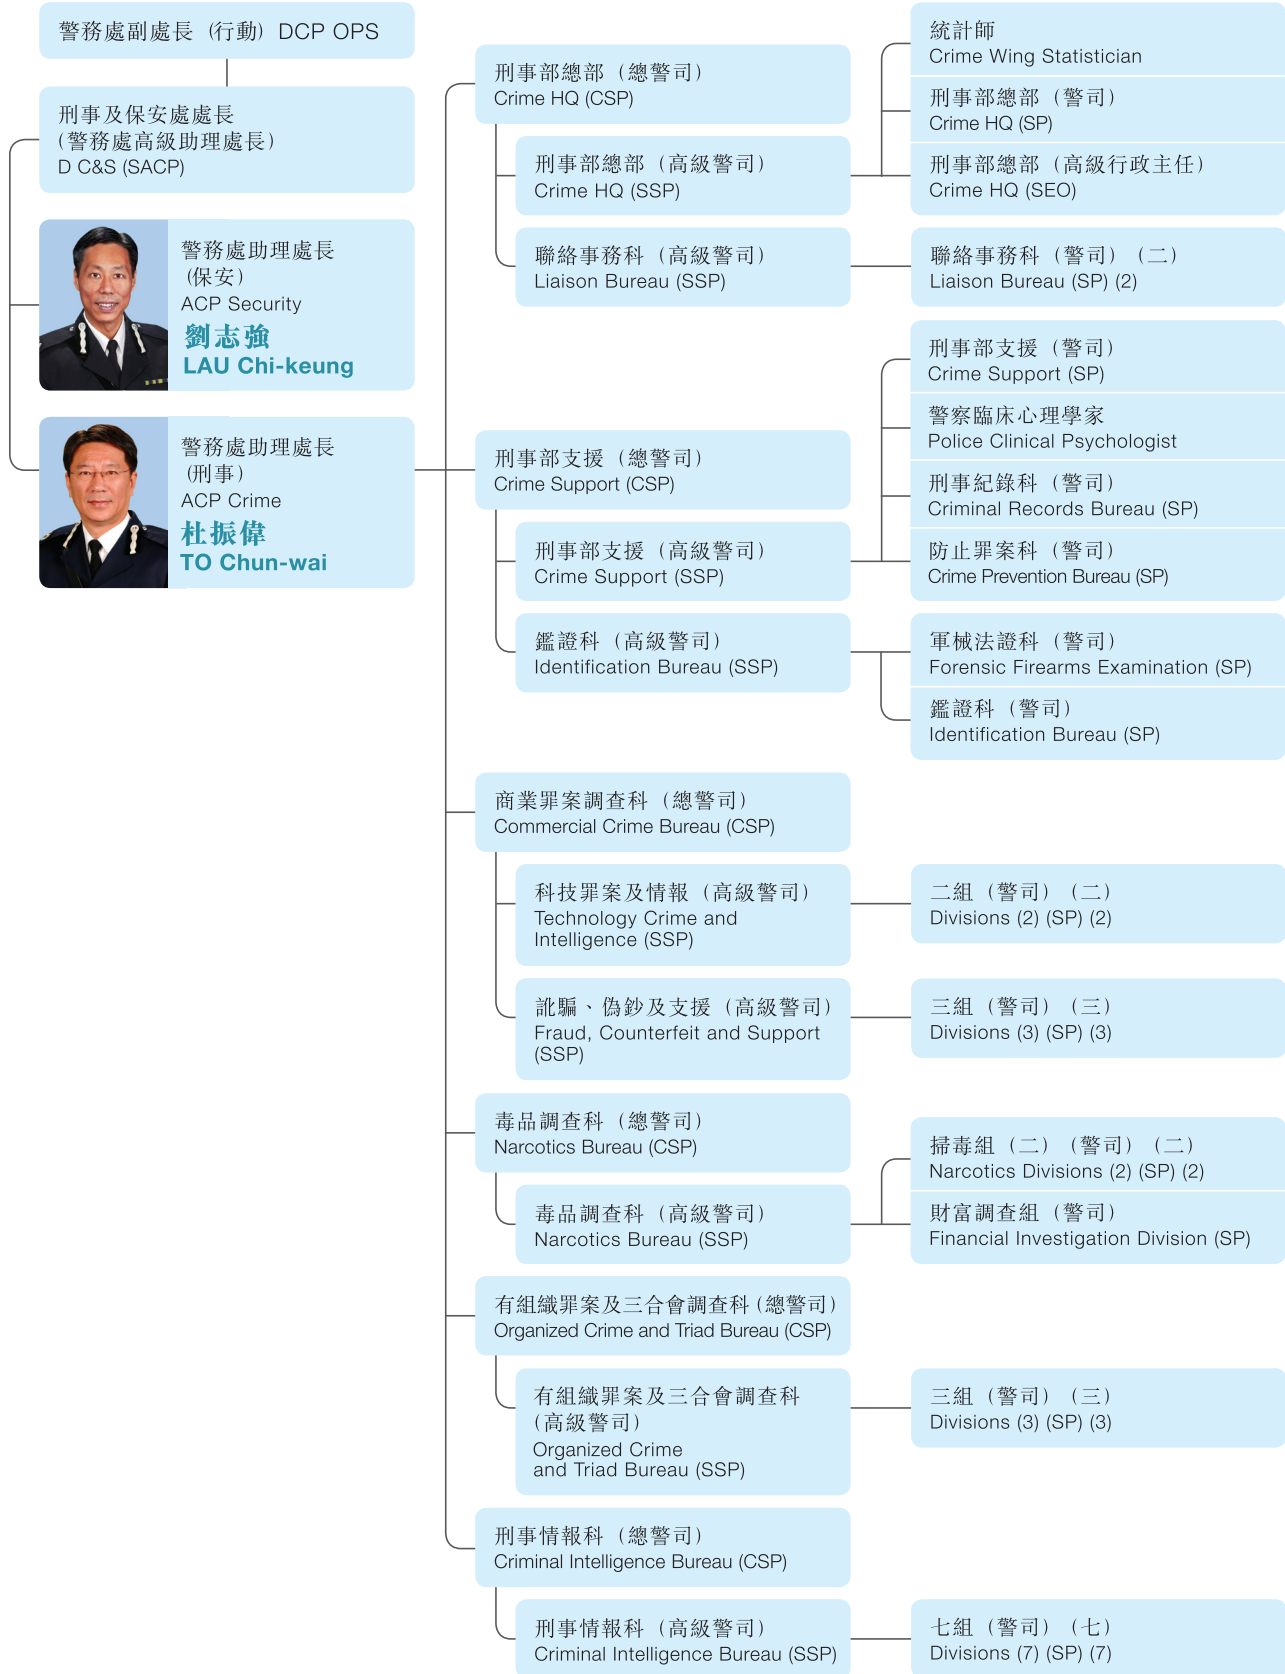 警務處副處長（行動）DCP OPS
刑事及保安處處長
（警務處高級助理處長）
D C&S (SACP)
警務處助理處長
（保安）
ACP Security
劉志強
LAU Chi-keung
警務處助理處長
（刑事）
ACP Crime
杜振偉
TO Chun-wai
刑事部總部（總警司）
Crime HQ (CSP)
刑事部總部（高級警司）
Crime HQ (SSP)
統計師
Crime Wing Statistician
刑事部總部（警司）
Crime HQ (SP)
刑事部總部（高級行政主任）
Crime HQ (SEO)
聯絡事務科（高級警司）
Liaison Bureau (SSP)
聯絡事務科（警司）（二）
Liaison Bureau (SP) (2)
刑事部支援（總警司）
Crime Support (CSP)
刑事部支援（高級警司）
Crime Support (SSP)
刑事部支援（警司）
Crime Support (SP)
警察臨床心理學家
Police Clinical Psychologist
刑事紀錄科（警司）
Criminal Records Bureau (SP)
防止罪案科（警司）
Crime Prevention Bureau (SP)
鑑證科（高級警司）
Identification Bureau (SSP)
軍械法證科（警司）
Forensic Firearms Examination (SP)
鑑證科（警司）
Identification Bureau (SP)
商業罪案調查科（總警司）
Commercial Crime Bureau (CSP)
科技罪案及情報（高級警司）
Technology Crime and
Intelligence (SSP)
二組（警司）（二）
Divisions (2) (SP) (2)
訛騙、偽鈔及支援（高級警司）
Fraud, Counterfeit and Support
(SSP)
三組（警司）（三）
Divisions (3) (SP) (3)
毒品調查科（總警司）
Narcotics Bureau (CSP)
毒品調查科（高級警司）
Narcotics Bureau (SSP)
掃毒組（二）（警司）（二）
Narcotics Divisions (2) (SP) (2)
財富調查組（警司）
Financial Investigation Division (SP)
有組織罪案及三合會調查科（總警司）
Organized Crime and Triad Bureau (CSP)
有組織罪案及三合會調查科
（高級警司）
Organized Crime
and Triad Bureau (SSP)
三組（警司）（三）
Divisions (3) (SP) (3)
刑事情報科（總警司）
Criminal Intelligence Bureau (CSP)
刑事情報科（高級警司）
Criminal Intelligence Bureau (SSP)
七組（警司）（七）
Divisions (7) (SP) (7)